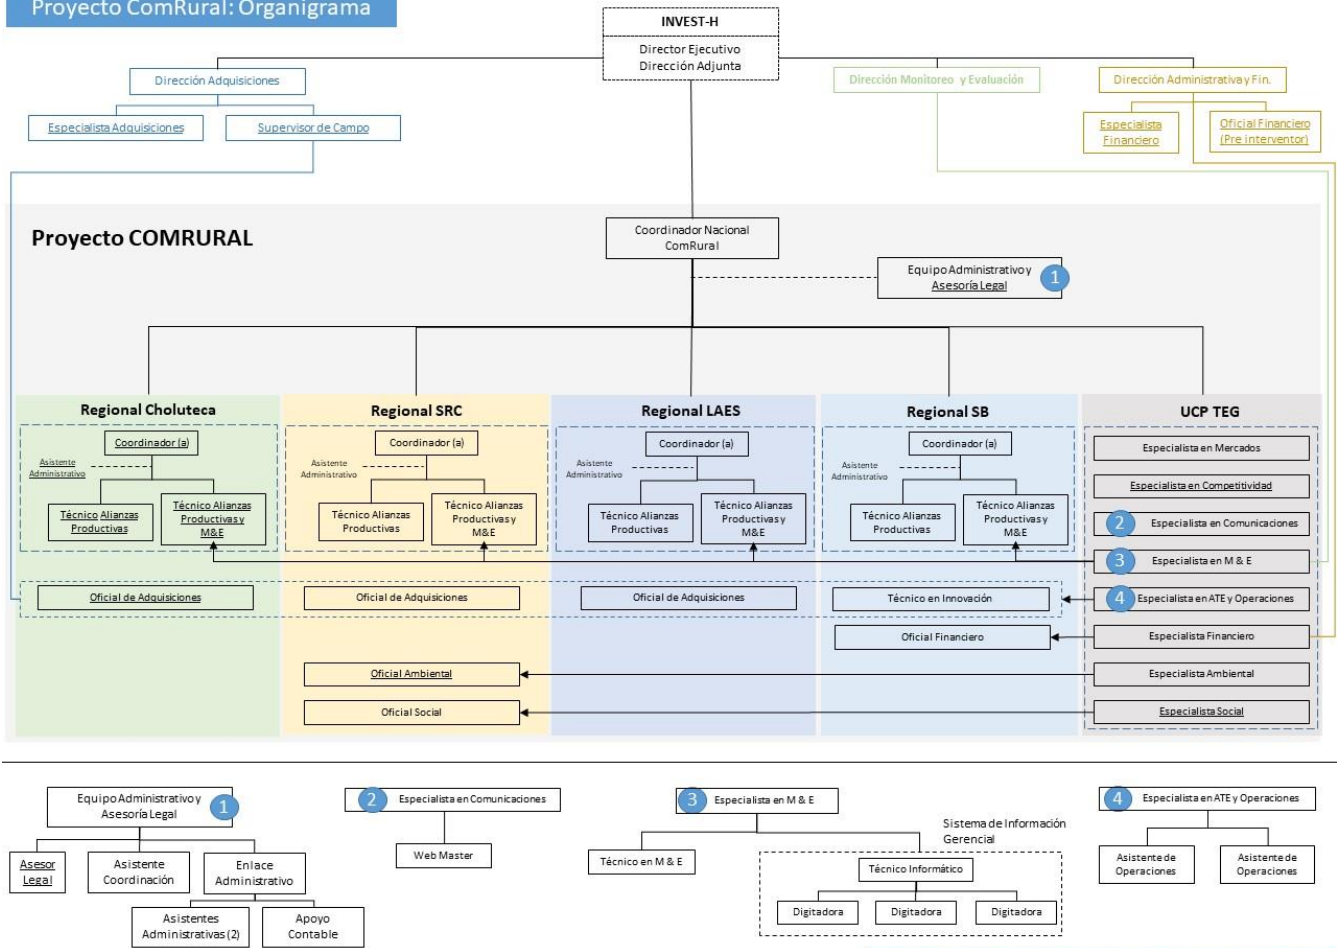 Proyecto ComRural: Organigrama
INVEST-H
Director Ejecutivo
Dirección Adjunta
Dirección Adquisiciones
Dirección Monitoreo y Evaluación
Dirección Administrativa y Fin.
Especialista Adquisiciones
Supervisor de Campo
Especialista
Financiero
Oficial Financiero
(Pre interventor)
Proyecto COMRURAL
Coordinador Nacional
ComRural
Equipo Administrativo y
Asesoría Legal
1
Regional Choluteca
Regional SRC
Regional LAES
Regional SB
UCP TEG
Coordinador (a)
Asistente
Administrativo
Técnico Alianzas
Productivas
Técnico Alianzas
Productivas y
M&E
Coordinador (a)
Asistente
Administrativo
Técnico Alianzas
Productivas
Técnico Alianzas
Productivas y
M&E
Coordinador (a)
Asistente
Administrativo
Técnico Alianzas
Productivas
Técnico Alianzas
Productivas y
M&E
Coordinador (a)
Asistente
Administrativo
Técnico Alianzas
Productivas
Técnico Alianzas
Productivas y
M&E
Especialista en Mercados
Especialista en Competitividad
2 Especialista en Comunicaciones
3 Especialista en M & E
Oficial de Adquisiciones
Oficial de Adquisiciones
Oficial de Adquisiciones
Técnico en Innovación
4 Especialista en ATE y Operaciones
Oficial Financiero
Especialista Financiero
Oficial Ambiental
Especialista Ambiental
Oficial Social
Especialista Social
Equipo Administrativo y
Asesoría Legal
1
Asesor
Legal
Asistente
Coordinación
Enlace
Administrativo
Asistentes
Administrativas (2)
Apoyo
Contable
2 Especialista en Comunicaciones
Web Master
3 Especialista en M & E
Técnico en M & E
Sistema de Información
Gerencial
Técnico Informático
Digitadora
Digitadora
Digitadora
4 Especialista en ATE y Operaciones
Asistente de
Operaciones
Asistente de
Operaciones